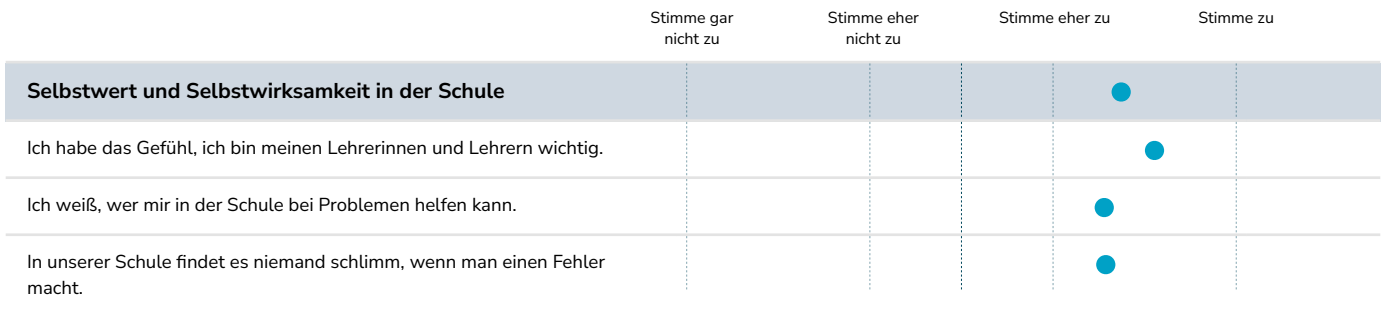 Stimme gar
nicht zu
Stimme eher
nicht zu
Stimme eher zu
Stimme zu
Selbstwert und Selbstwirksamkeit in der Schule
Ich habe das Gefühl, ich bin meinen Lehrerinnen und Lehrern wichtig.
Ich weiß, wer mir in der Schule bei Problemen helfen kann.
In unserer Schule findet es niemand schlimm, wenn man einen Fehler
macht.